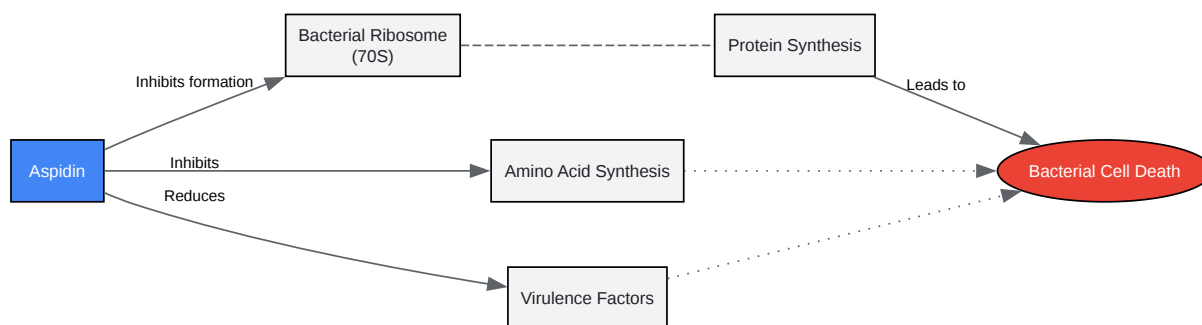 Bacterial Ribosome
(70S)
Protein Synthesis
Inhibits formation
Leads to
Aspidin
Inhibits
Amino Acid Synthesis
Bacterial Cell Death
Reduces
Virulence Factors